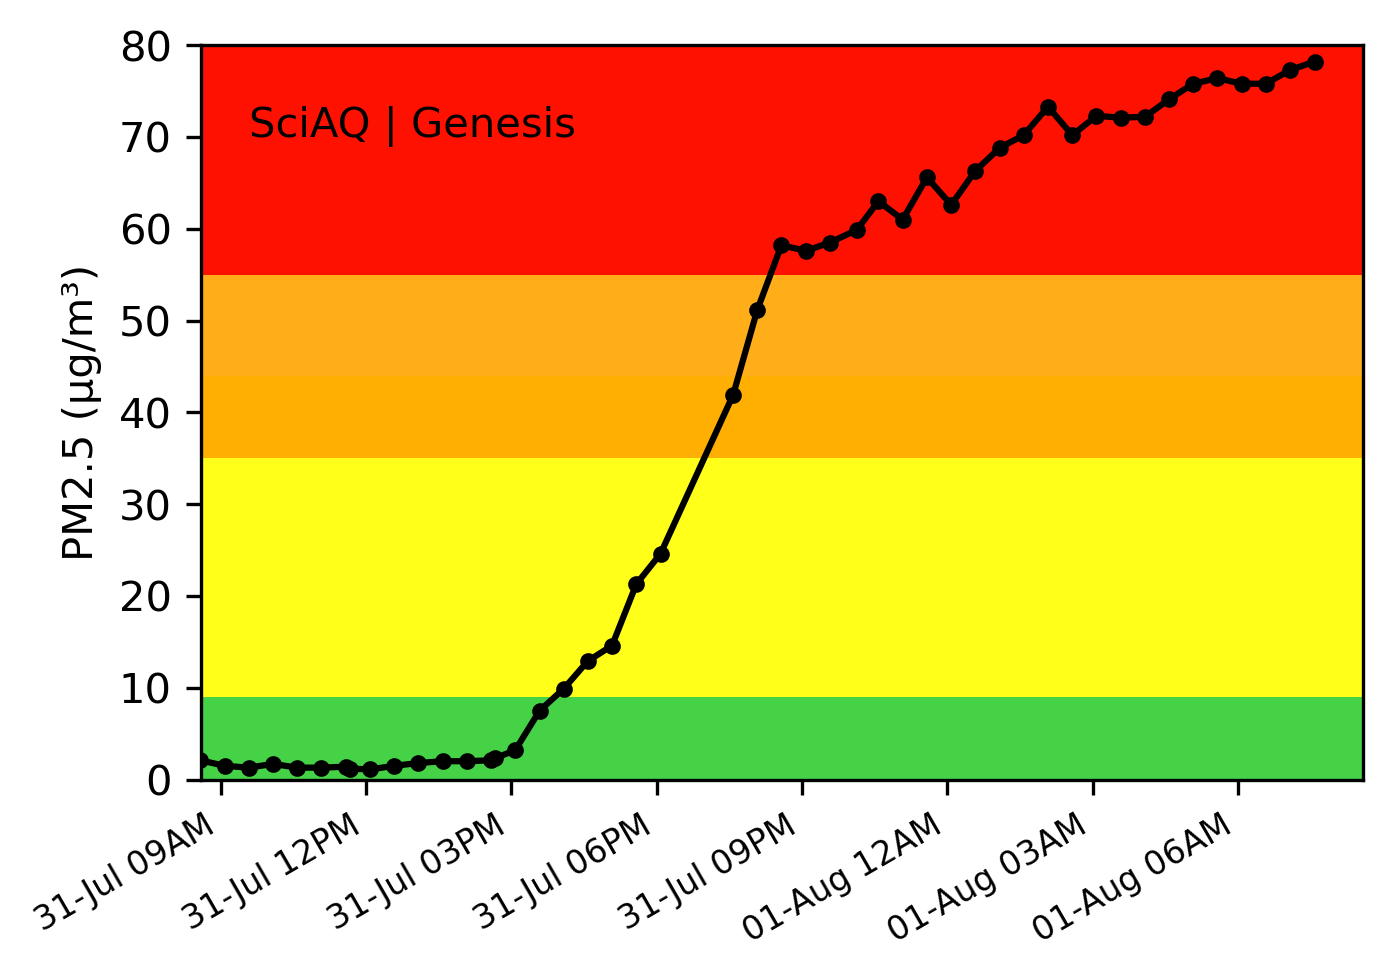 SciAQ | Genesis
PM2.5 (µg/m³)
80
70
60
50
40
30
20
10
0
31-Jul 09AM
31-Jul 12PM
31-Jul 03PM
31-Jul 06PM
31-Jul 09PM
01-Aug 12AM
01-Aug 03AM
01-Aug 06AM